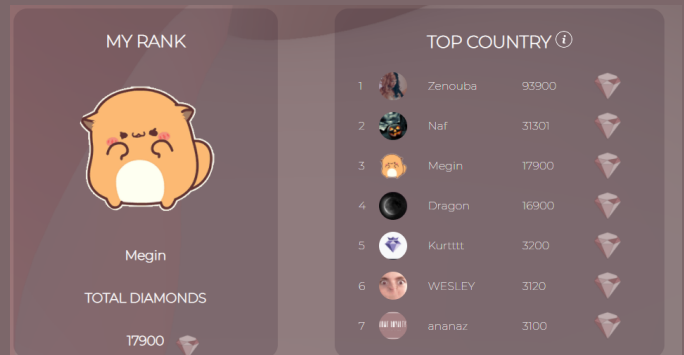 MY RANK
Megin
TOTAL DIAMONDS
17900
TOP COUNTRY i
1 Zenouba 93900
2 Naf 31301
3 Megin 17900
4 Dragon 16900
5 Kurtttt 3200
6 WESLEY 3120
7 ananaz 3100